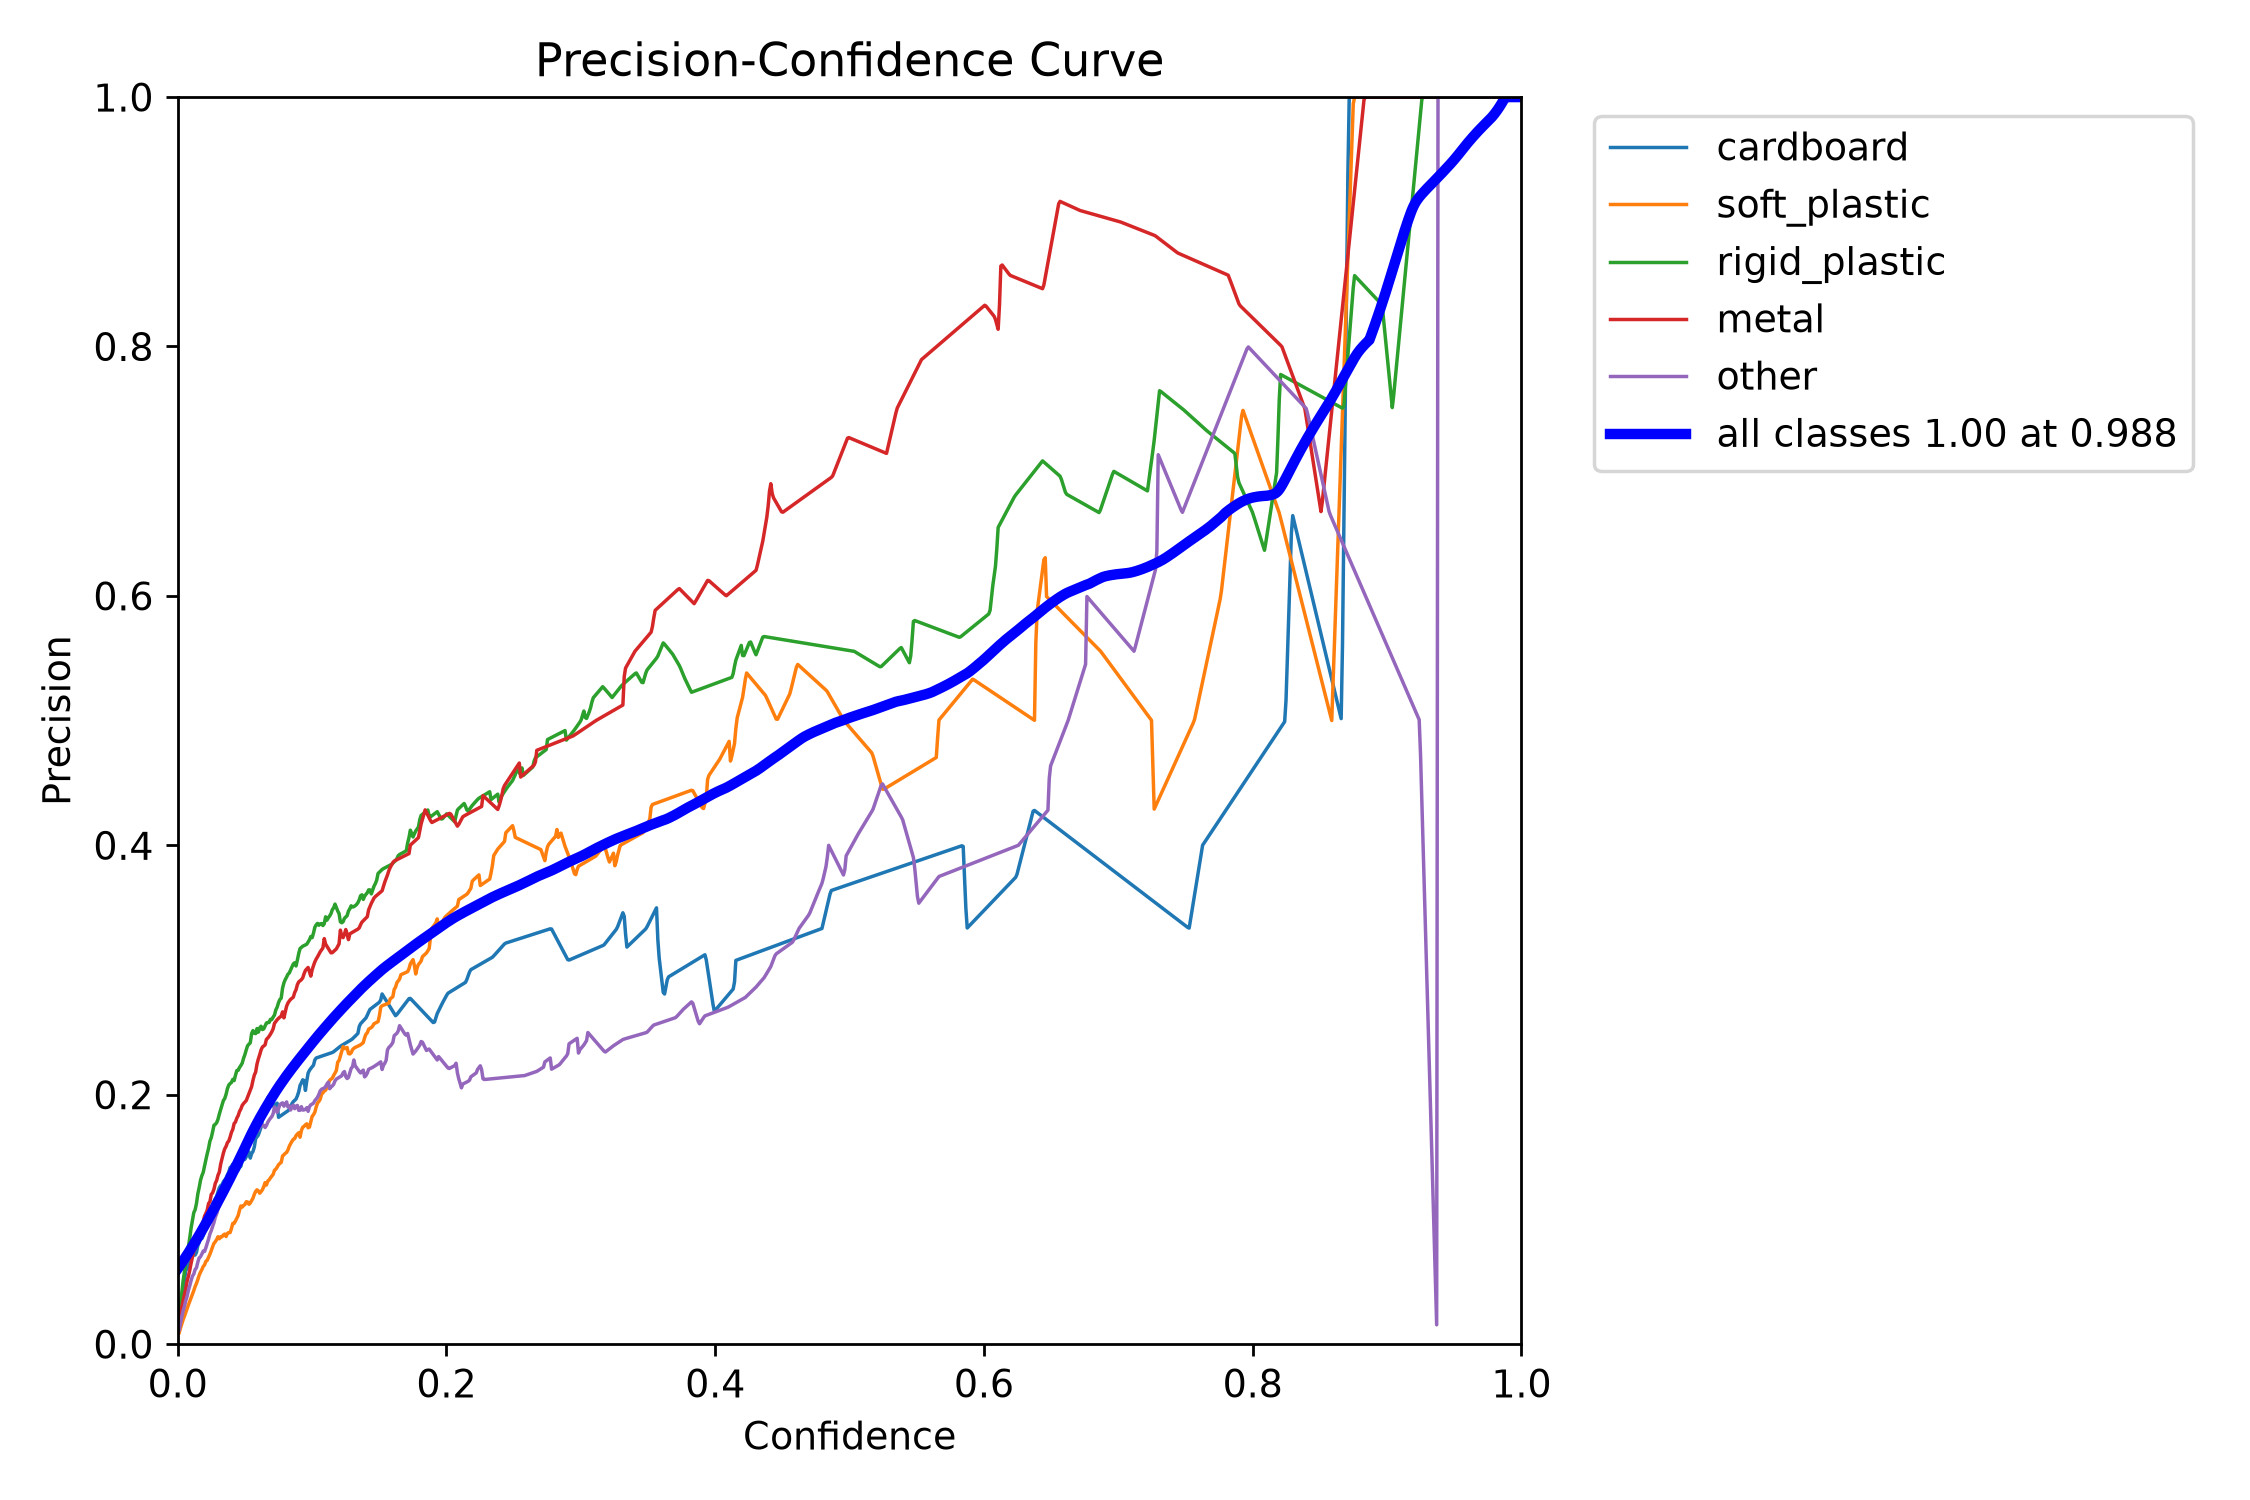 Precision-Confidence Curve
1.0
0.8
0.6
0.4
0.2
0.0
Precision
0.0 0.2 0.4 0.6 0.8 1.0
Confidence
cardboard
soft_plastic
rigid_plastic
metal
other
all classes 1.00 at 0.988